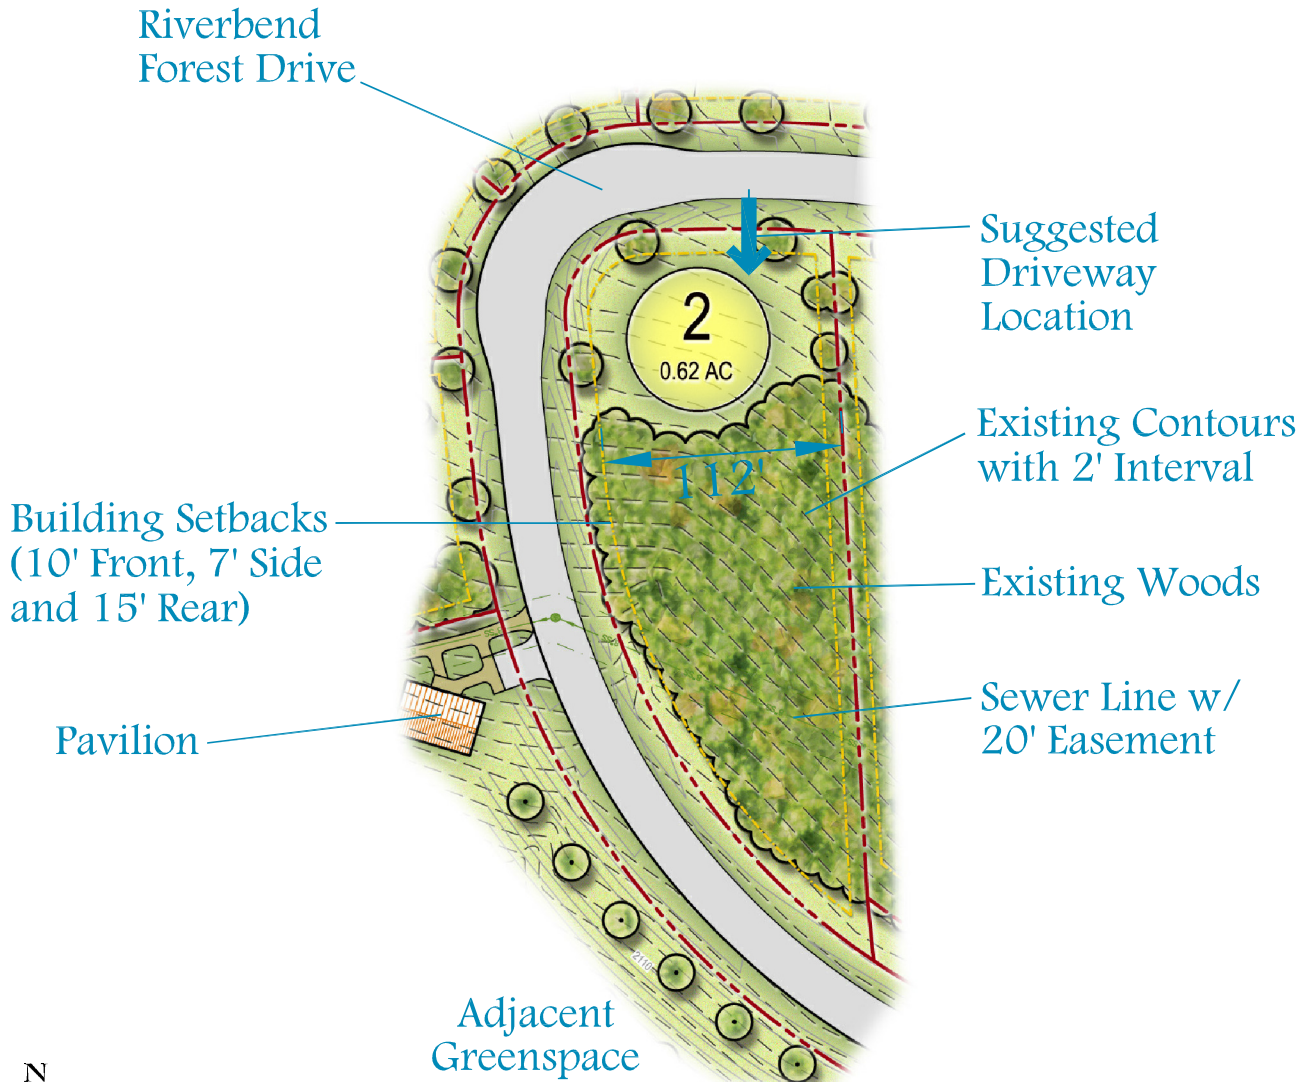 Riverbend
Forest Drive
Suggested
Driveway
Location
2
0.62 AC
Existing Contours
with 2' Interval
112'
Building Setbacks
(10' Front, 7' Side
and 15' Rear)
Existing Woods
Sewer Line w/
20' Easement
Pavilion
2110
Adjacent
Greenspace
N